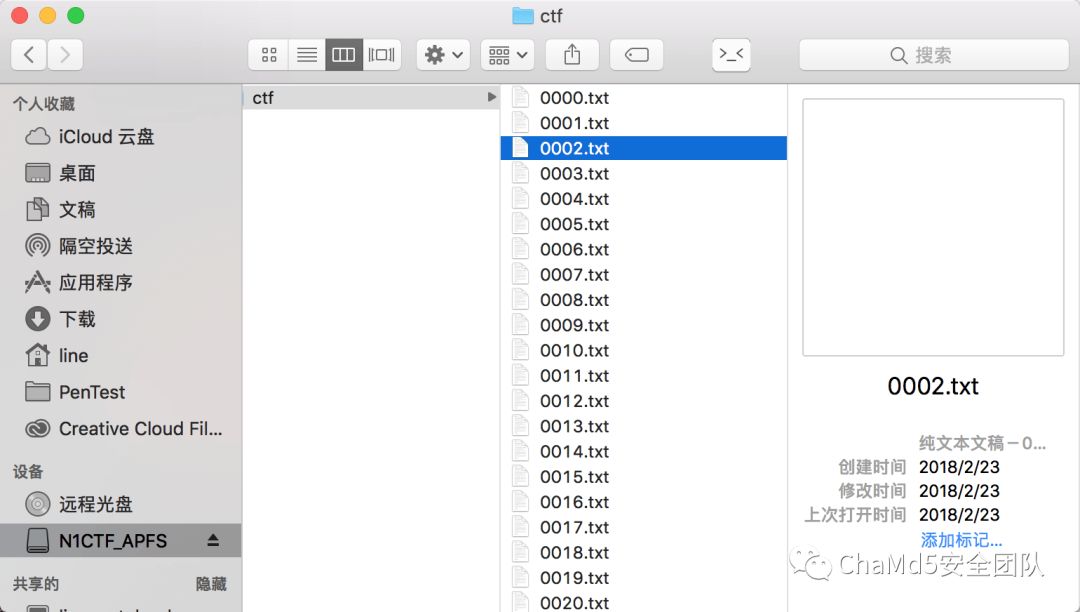 ctf
搜索
个人收藏
iCloud 云盘
桌面
文稿
隔空投送
应用程序
下载
line
PenTest
Creative Cloud Fil...
设备
远程光盘
N1CTF_APFS
共享的 隐藏
ctf
0000.txt
0001.txt
0002.txt
0003.txt
0004.txt
0005.txt
0006.txt
0007.txt
0008.txt
0009.txt
0010.txt
0011.txt
0012.txt
0013.txt
0014.txt
0015.txt
0016.txt
0017.txt
0018.txt
0019.txt
0020.txt
0002.txt
纯文本文稿－0...
创建时间 2018/2/23
修改时间 2018/2/23
上次打开时间 2018/2/23
添加标记...
ChaMd5安全团队